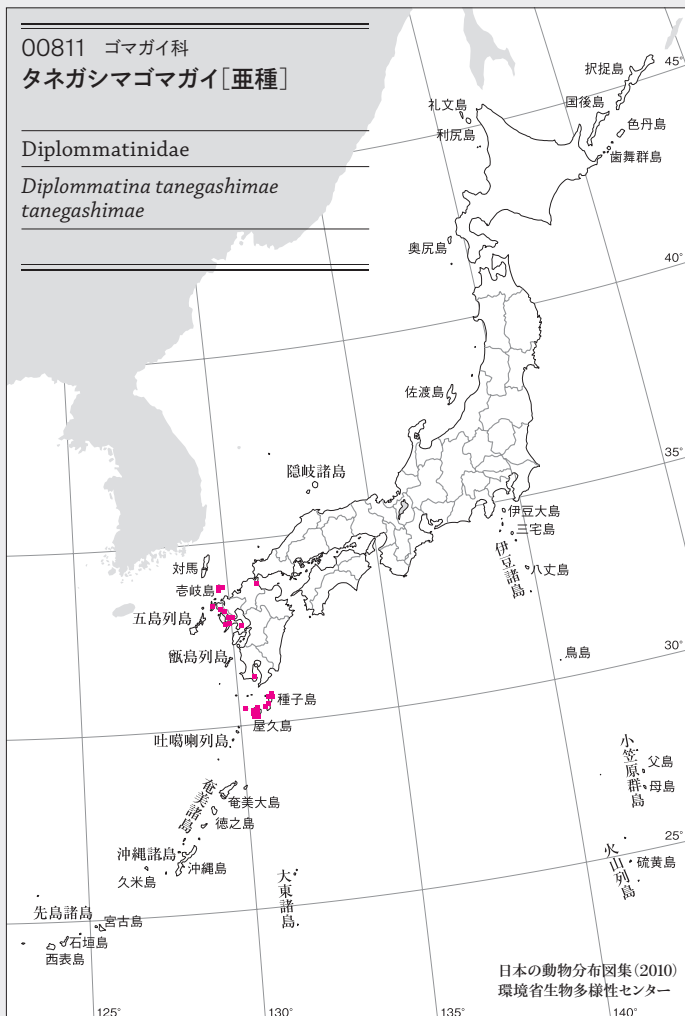 00811 ゴマガイ科
タネガシマゴマガイ[亜種]
Diplommatinidae
Diplommatina tanegashimae
tanegashimae
45°
択捉島
国後島
礼文島
色丹島
利尻島
歯舞群島
奥尻島
40°
佐渡島
35°
隠岐諸島
伊豆大島
三宅島
伊豆諸島
八丈島
対馬
壱岐島
五島列島
甑島列島
鳥島
30°
種子島
屋久島
吐噶喇列島
小笠原群島
父島
母島
奄美諸島
奄美大島
徳之島
25°
沖縄諸島
沖縄島
久米島
火山列島
硫黄島
大東諸島
先島諸島
宮古島
石垣島
西表島
日本の動物分布図集(2010)
環境省生物多様性センター
125°
130°
135°
140°